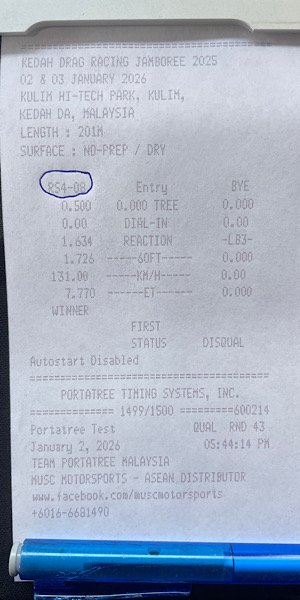 ============================================
KEDAH DRAG RACING JAMBOREE 2025
02 & 03 JANUARY 2026
KULIM HI-TECH PARK, KULIM,
KEDAH DA, MALAYSIA
LENGTH : 201M
SURFACE : NO-PREP / DRY
RS4-08 Entry BYE
0.500 0.000 TREE 0.000
0.00 DIAL-IN 0.00
1.634 REACTION -LB3-
1.726 -----60FT----- 0.000
131.00 -----KM/H----- 0.00
7.770 ------ET------ 0.000
WINNER
FIRST
STATUS DISQUAL
Autostart Disabled
============================================
PORTATREE TIMING SYSTEMS, INC.
============== 1499/1500 =========600214
Portatree Test QUAL RND 43
January 2, 2026 05:44:14 PM
TEAM PORTATREE MALAYSIA
MUSC MOTORSPORTS - ASEAN DISTRIBUTOR
www.facebook.com/muscmotorsports
+6016-6681490